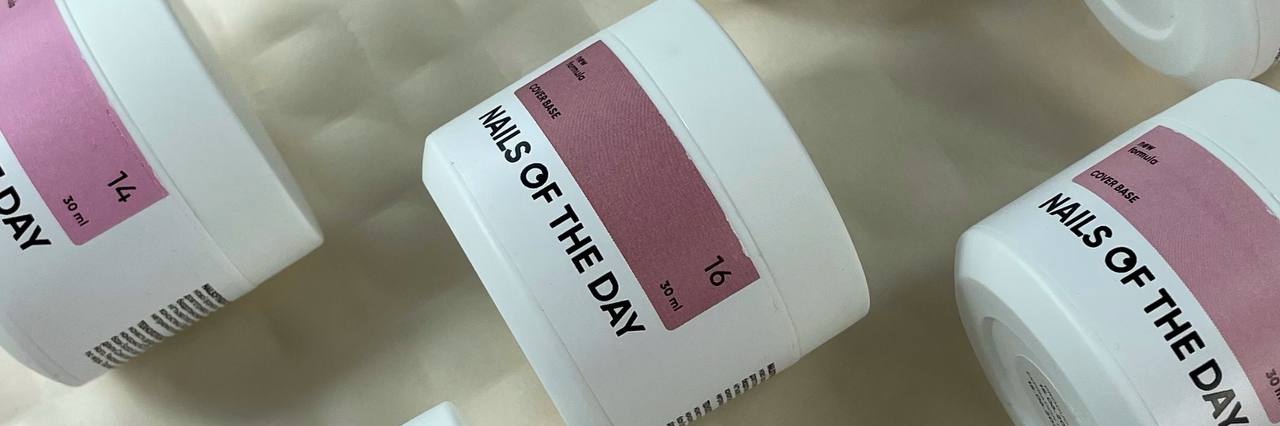 DAY
14
30 ml
new
formula
COVER BASE
NAILS OF THE DAY
16
30 ml
new
formula
COVER BASE
NAILS OF THE DAY
30 ml